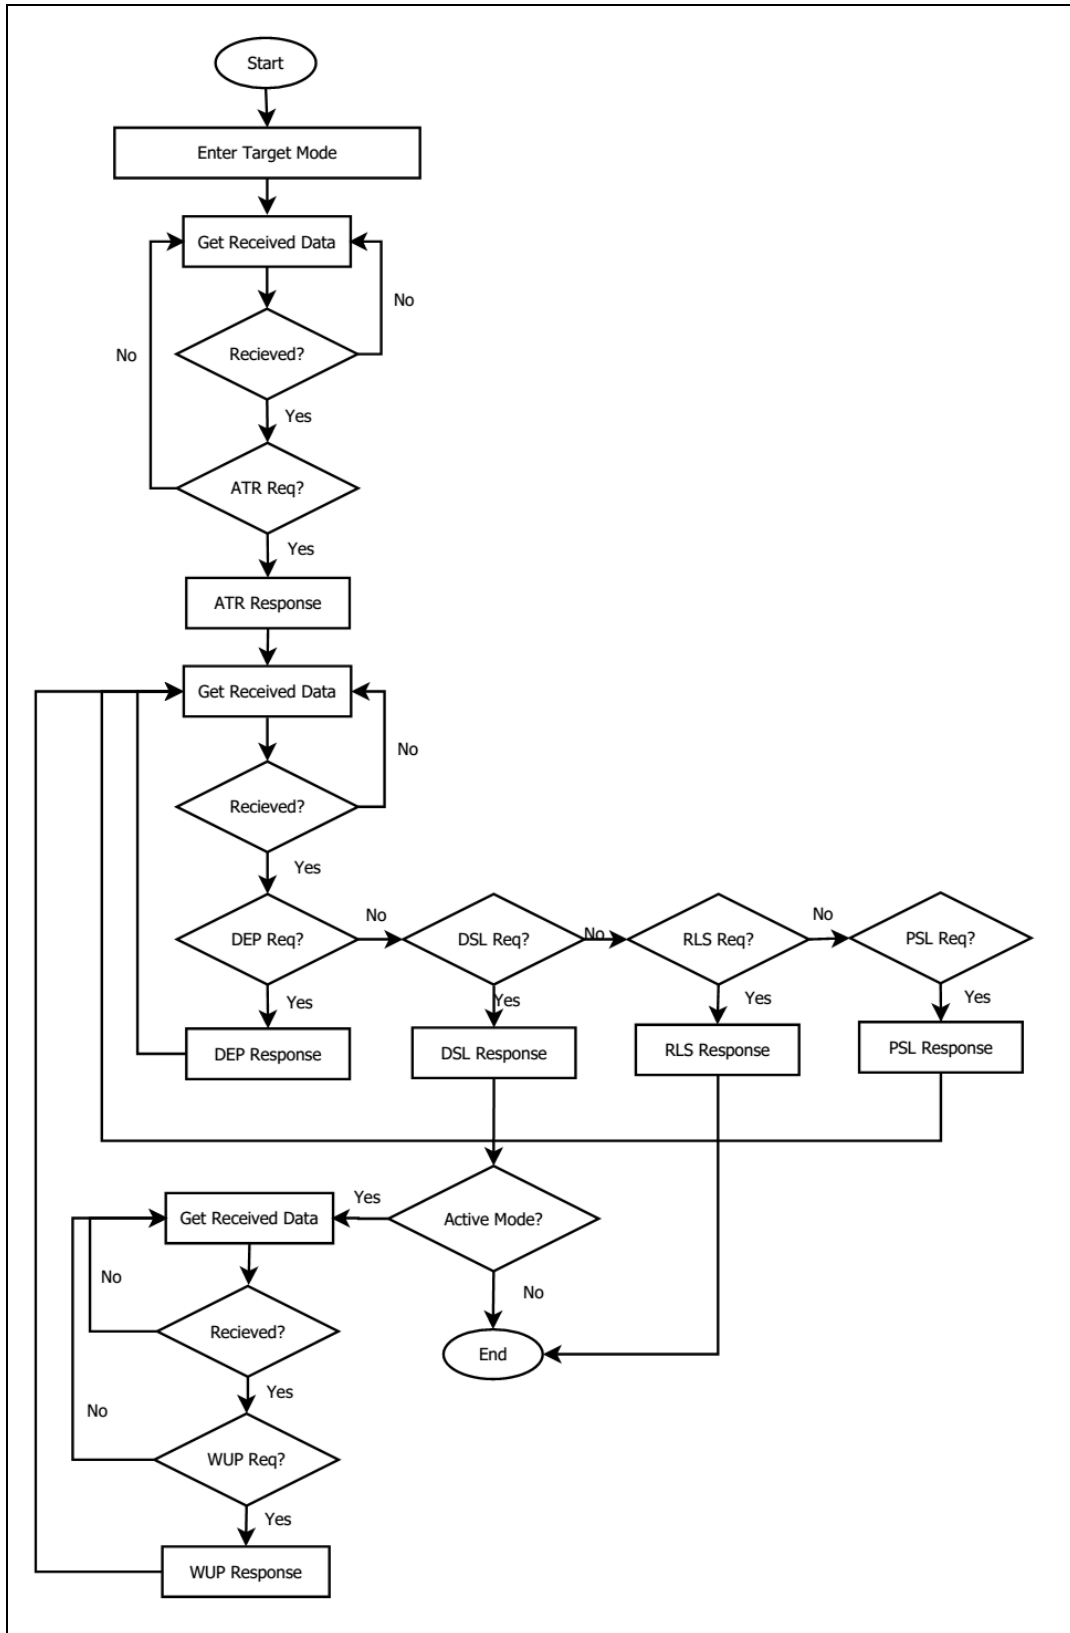 Start
Enter Target Mode
Get Received Data
No
No
Recieved?
Yes
ATR Req?
Yes
ATR Response
Get Received Data
No
Recieved?
Yes
No
No
No
DEP Req?
DSL Req?
RLS Req?
PSL Req?
Yes
Yes
Yes
Yes
DEP Response
DSL Response
RLS Response
PSL Response
Yes
Get Received Data
Active Mode?
No
No
Recieved?
End
Yes
No
WUP Req?
Yes
WUP Response